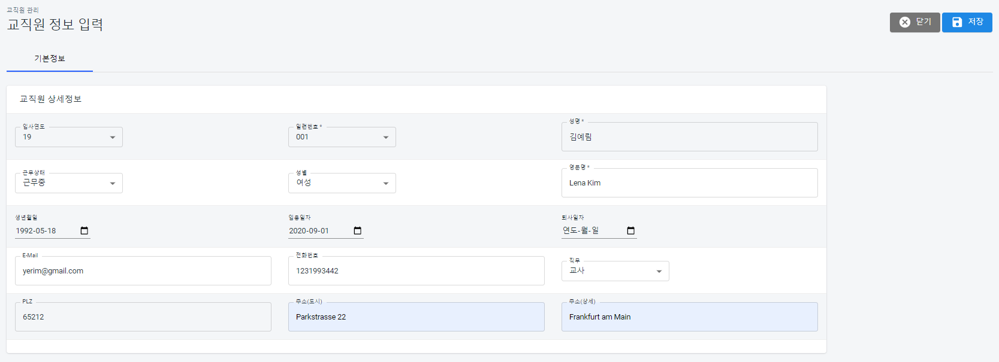 교직원 관리
교직원 정보 입력
닫기
저장
기본정보
교직원 상세정보
입사연도
19
일련번호 *
001
성명 *
김예림
근무상태
근무중
성별
여성
영문명 *
Lena Kim
생년월일
1992-05-18
임용일자
2020-09-01
퇴사일자
연도-월-일
E-Mail
yerim@gmail.com
전화번호
1231993442
직무
교사
PLZ
65212
주소(도시)
Parkstrasse 22
주소(상세)
Frankfurt am Main